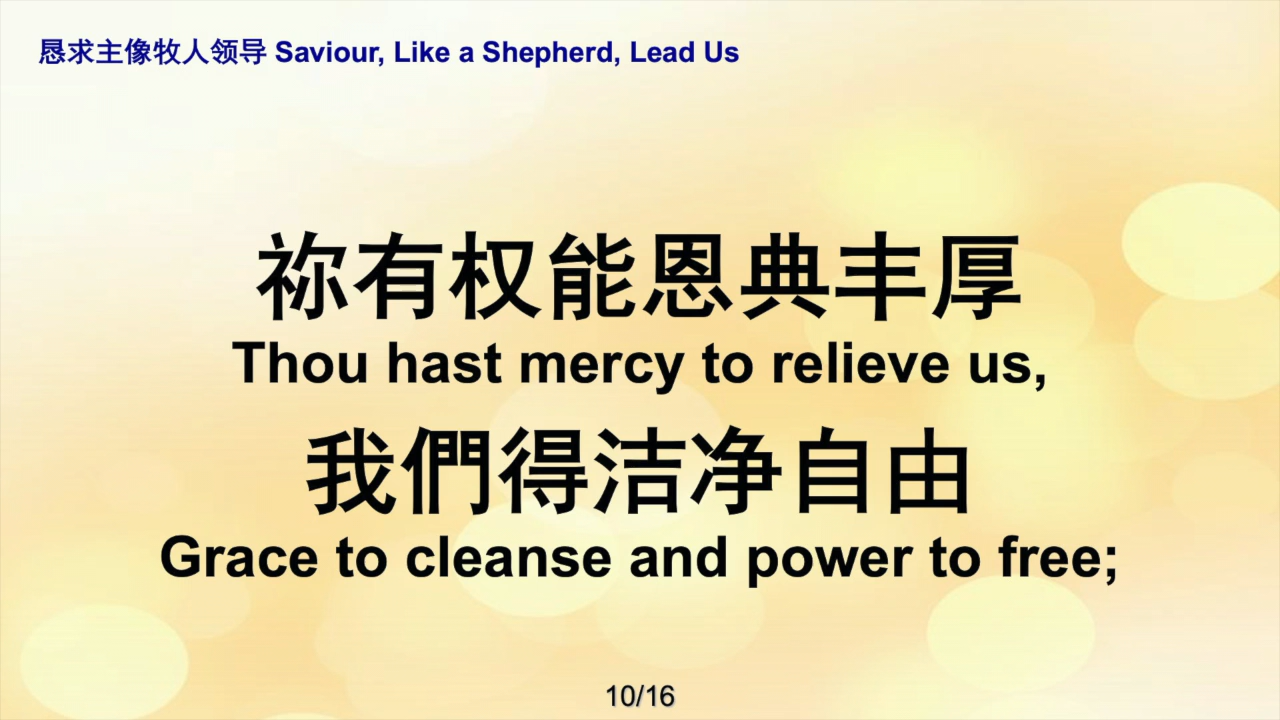 恳求主像牧人领导 Saviour, Like a Shepherd, Lead Us
祢有权能恩典丰厚
Thou hast mercy to relieve us,
我們得洁净自由
Grace to cleanse and power to free;
10/16